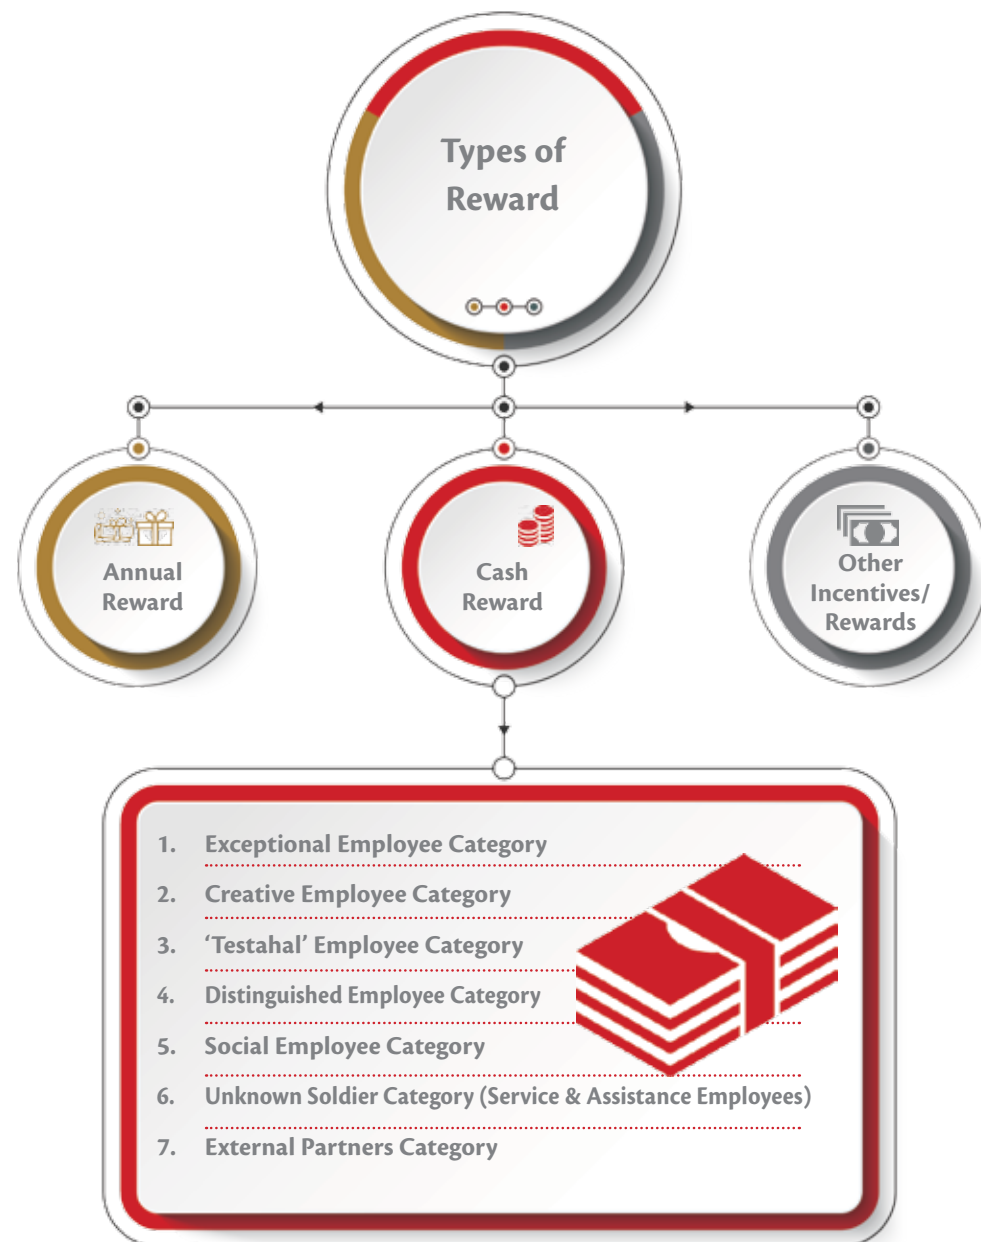 Types of
Reward
Annual
Reward
Cash
Reward
Other
Incentives/
Rewards
1. Exceptional Employee Category
2. Creative Employee Category
3. ‘Testahal’ Employee Category
4. Distinguished Employee Category
5. Social Employee Category
6. Unknown Soldier Category (Service & Assistance Employees)
7. External Partners Category